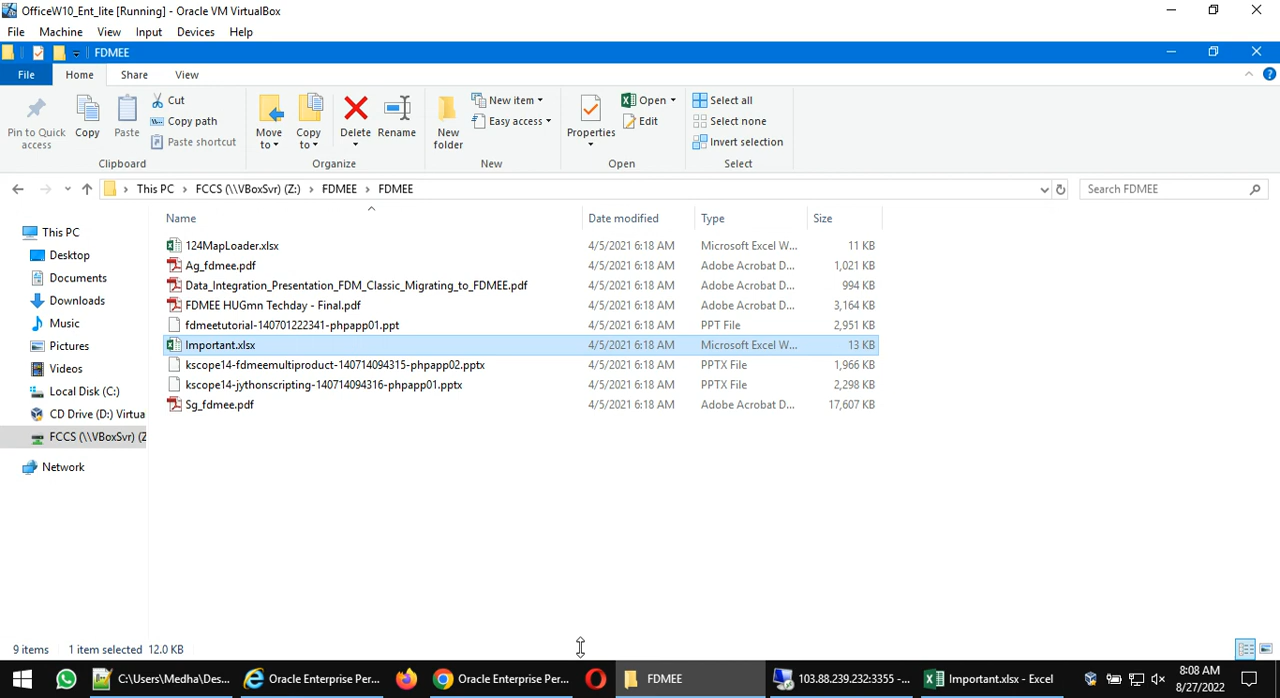 OfficeW10_Ent_lite [Running] - Oracle VM VirtualBox
File Machine View Input Devices Help
FDMEE
File Home Share View
Pin to Quick access
Copy
Paste
Cut
Copy path
Paste shortcut
Clipboard
Move to
Copy to
Delete
Rename
Organize
New folder
New item
Easy access
New
Properties
Open
Edit
Open
Select all
Select none
Invert selection
Select
This PC > FCCS (\\VBoxSvr) (Z:) > FDMEE > FDMEE
Search FDMEE
This PC
Desktop
Documents
Downloads
Music
Pictures
Videos
Local Disk (C:)
CD Drive (D:) Virtua
FCCS (\\VBoxSvr) (Z
Network
Name Date modified Type Size
124MapLoader.xlsx 4/5/2021 6:18 AM Microsoft Excel W... 11 KB
Ag_fdmee.pdf 4/5/2021 6:18 AM Adobe Acrobat D... 1,021 KB
Data_Integration_Presentation_FDM_Classic_Migrating_to_FDMEE.pdf 4/5/2021 6:18 AM Adobe Acrobat D... 994 KB
FDMEE HUGmn Techday - Final.pdf 4/5/2021 6:18 AM Adobe Acrobat D... 3,164 KB
fdmeetutorial-140701222341-phpapp01.ppt 4/5/2021 6:18 AM PPT File 2,951 KB
Important.xlsx 4/5/2021 6:18 AM Microsoft Excel W... 13 KB
kscope14-fdmeemultiproduct-140714094315-phpapp02.pptx 4/5/2021 6:18 AM PPTX File 1,966 KB
kscope14-jythonscripting-140714094316-phpapp01.pptx 4/5/2021 6:18 AM PPTX File 2,298 KB
Sg_fdmee.pdf 4/5/2021 6:18 AM Adobe Acrobat D... 17,607 KB
9 items 1 item selected 12.0 KB
C:\Users\Medha\Des... Oracle Enterprise Per... Oracle Enterprise Per... FDMEE 103.88.239.232:3355 -... Important.xlsx - Excel
8:08 AM
8/27/2022